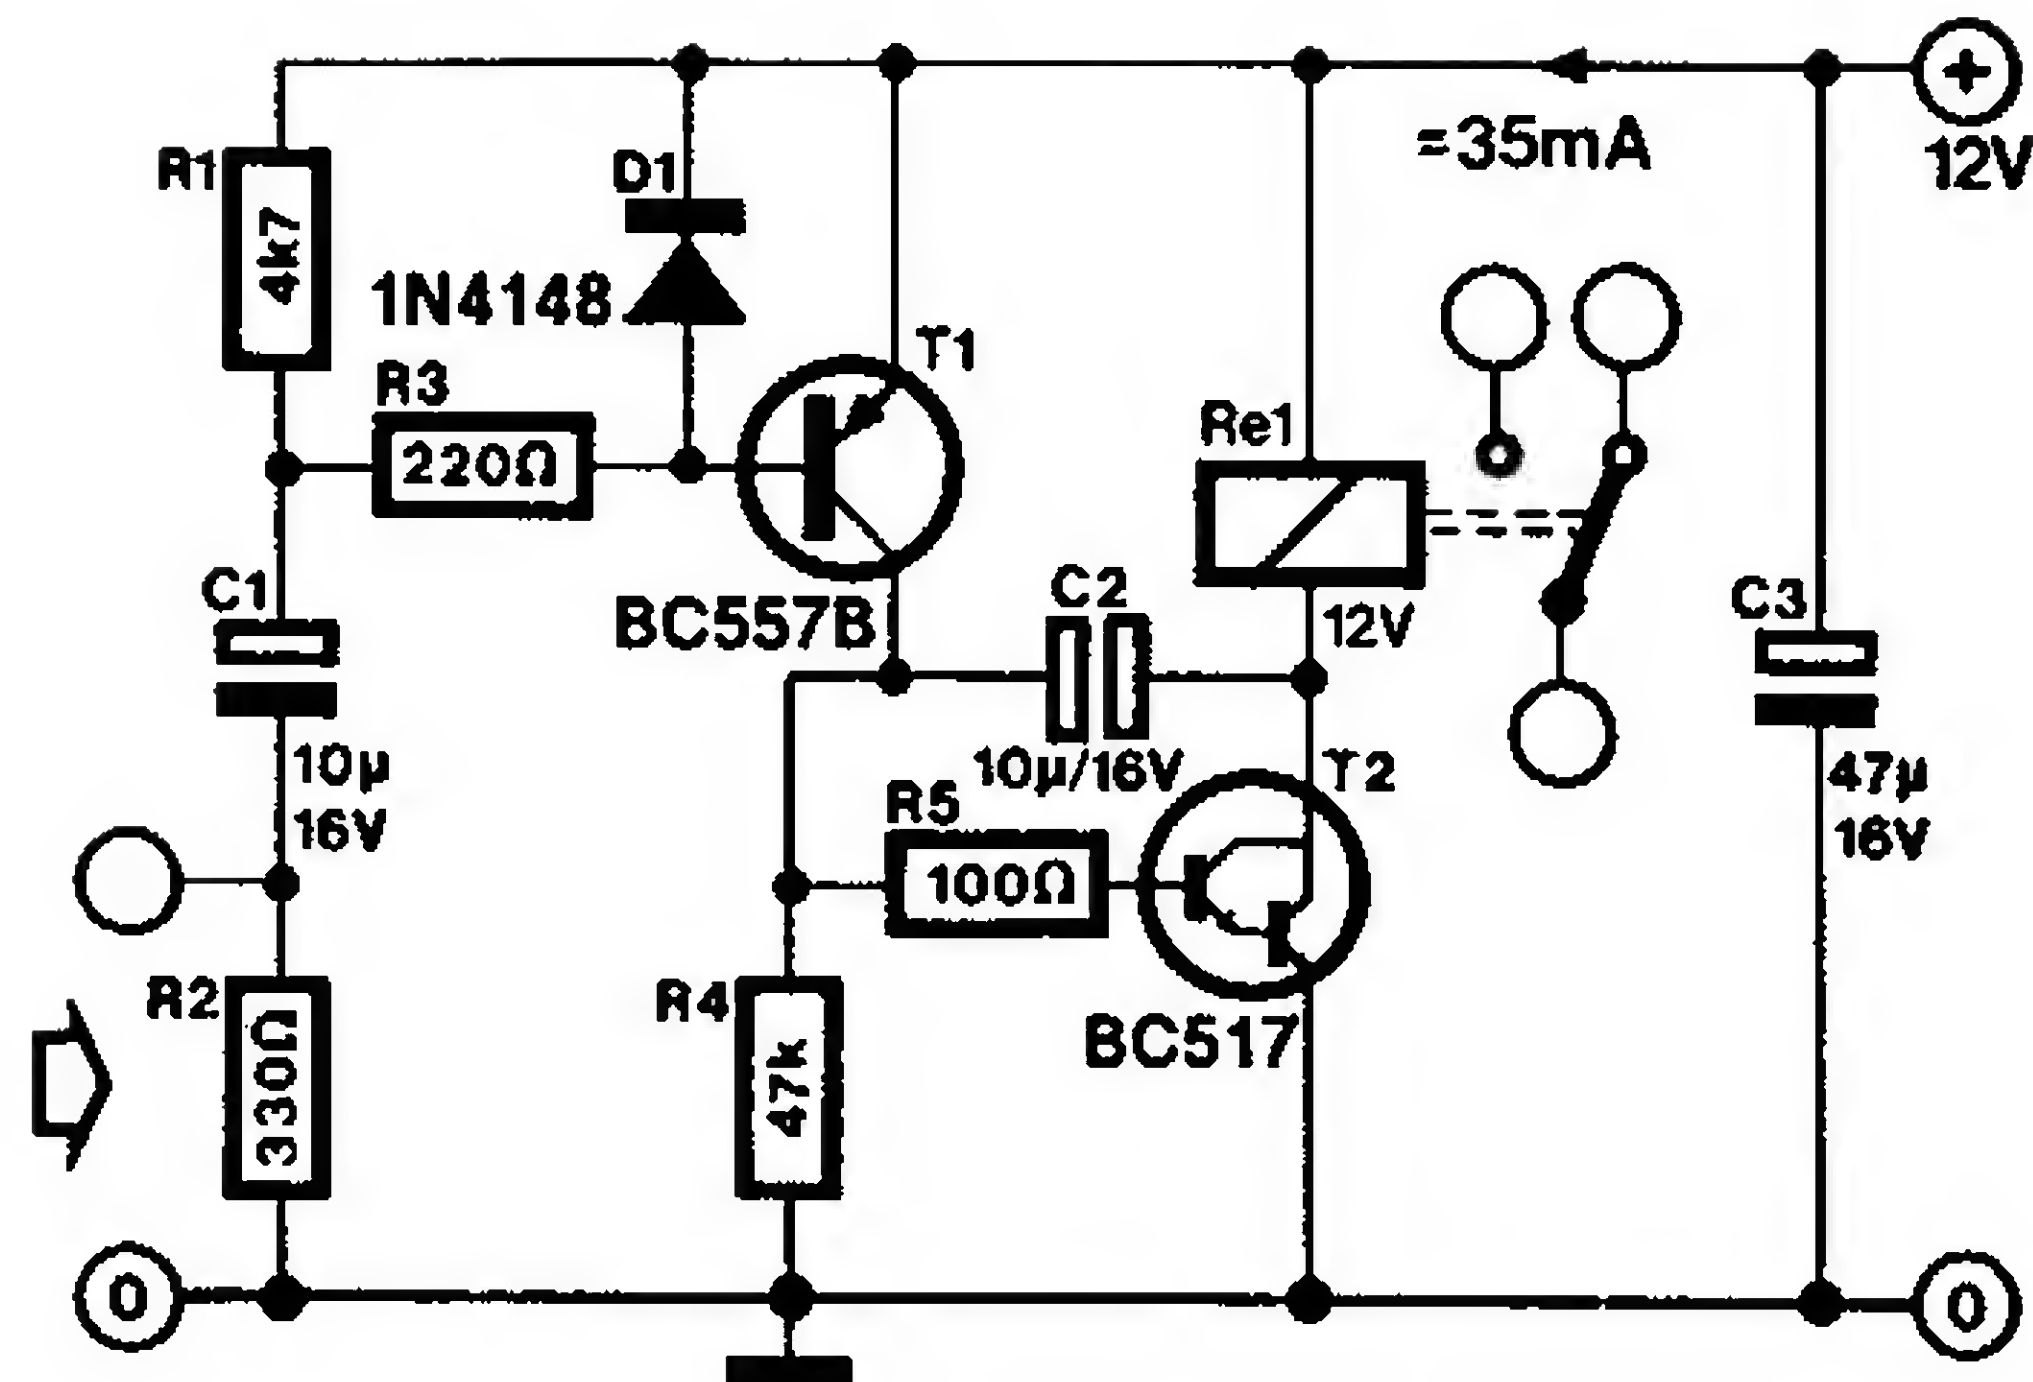 +
12V
≈35mA
R1
4k7
D1
1N4148
T1
R3
220Ω
Re1
12V
C1
10µ
16V
BC557B
C2
10µ/16V
C3
47µ
16V
T2
R5
100Ω
R2
330Ω
R4
47k
BC517
0
0